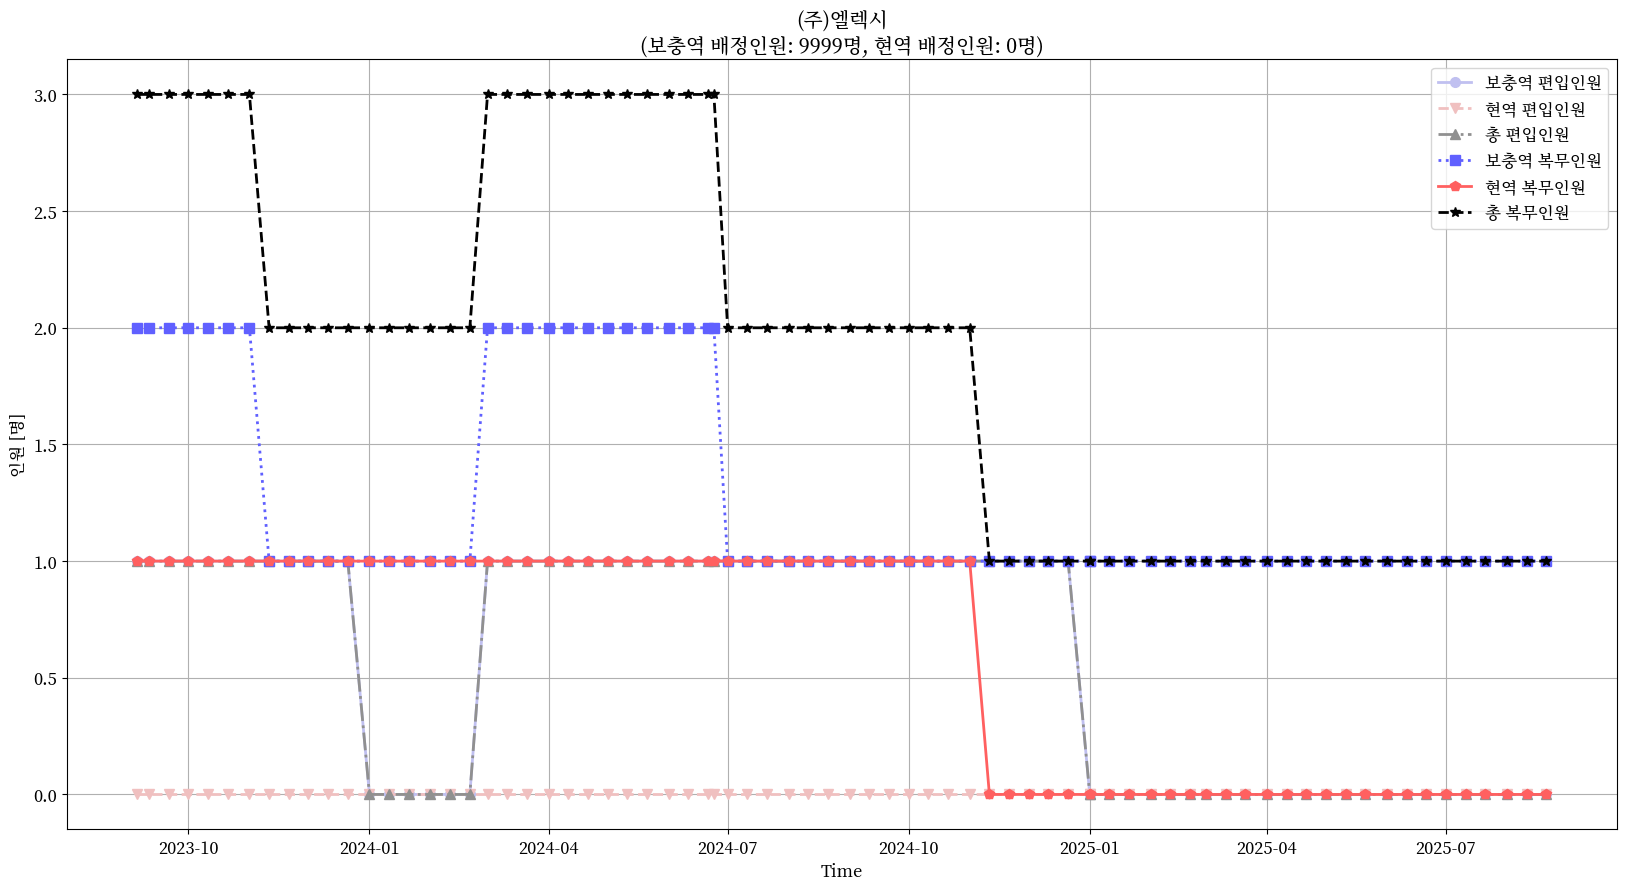 (주)엘렉시
(보충역 배정인원: 9999명, 현역 배정인원: 0명)
보충역 편입인원
현역 편입인원
총 편입인원
보충역 복무인원
현역 복무인원
총 복무인원
인원 [명]
3.0
2.5
2.0
1.5
1.0
0.5
0.0
2023-10
2024-01
2024-04
2024-07
2024-10
2025-01
2025-04
2025-07
Time